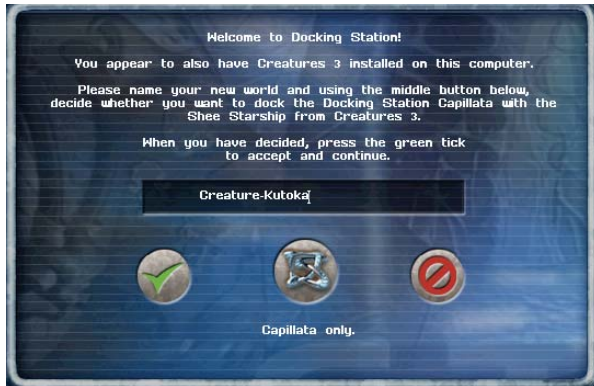 Welcome to Docking Station!
You appear to also have Creatures 3 installed on this computer.
Please name your new world and using the middle button below,
decide whether you want to dock the Docking Station Capillata with the
Shee Starship from Creatures 3.
When you have decided, press the green tick
to accept and continue.
Creature-Kutoka
Capillata only.